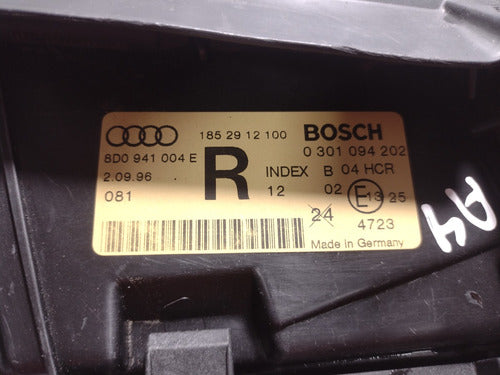 185 29 12 100 BOSCH
8D0 941 004 E R 0 301 094 202
2.09.96 INDEX B 04 HCR
081 12 02 E1 3 25
24 4723
Made in Germany
A4